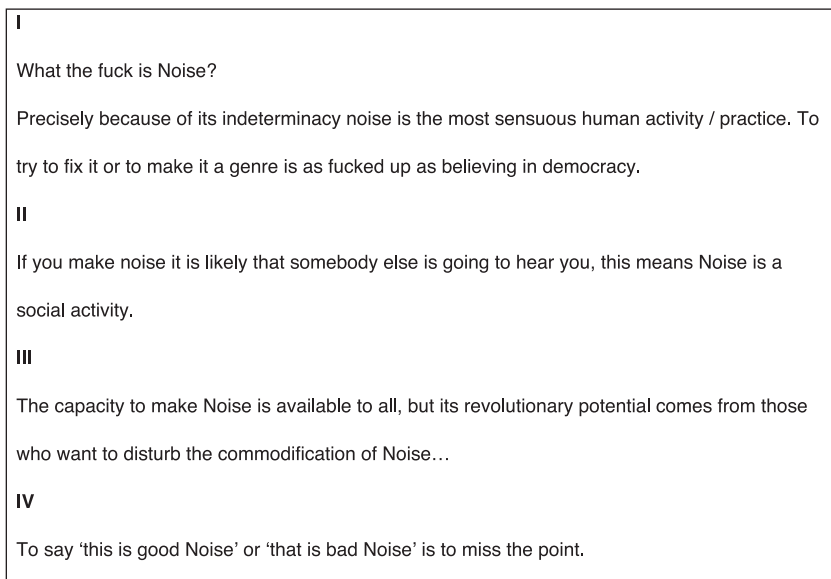 I
What the fuck is Noise?
Precisely because of its indeterminacy noise is the most sensuous human activity / practice. To
try to fix it or to make it a genre is as fucked up as believing in democracy.
II
If you make noise it is likely that somebody else is going to hear you, this means Noise is a
social activity.
III
The capacity to make Noise is available to all, but its revolutionary potential comes from those
who want to disturb the commodification of Noise…
IV
To say ‘this is good Noise’ or ‘that is bad Noise’ is to miss the point.